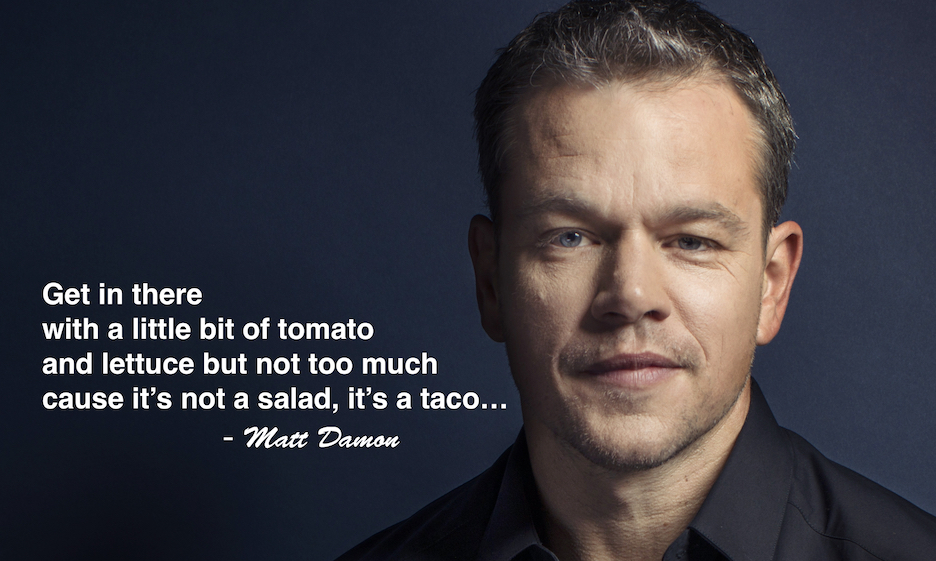 Get in there
with a little bit of tomato
and lettuce but not too much
cause it’s not a salad, it’s a taco…
- Matt Damon